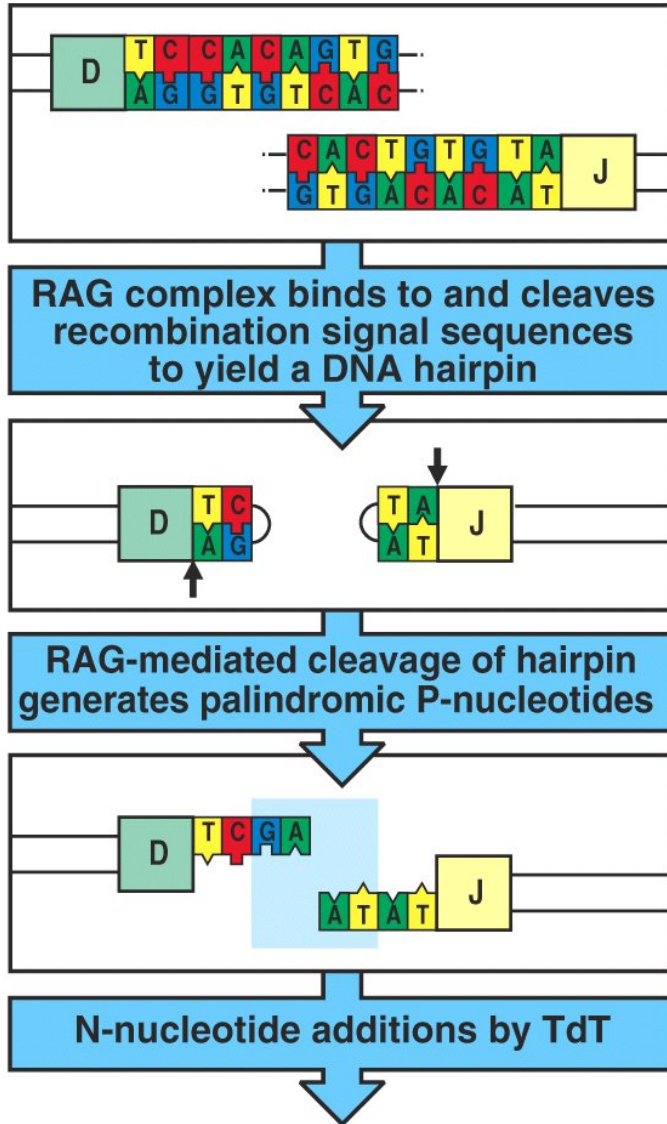 D T C C A C A G T G
A G G T G T C A C
C A C T G T G T A J
G T G A C A C A T
RAG complex binds to and cleaves
recombination signal sequences
to yield a DNA hairpin
D T C T A J
A G A T
RAG-mediated cleavage of hairpin
generates palindromic P-nucleotides
D T C G A
A T A T J
N-nucleotide additions by TdT